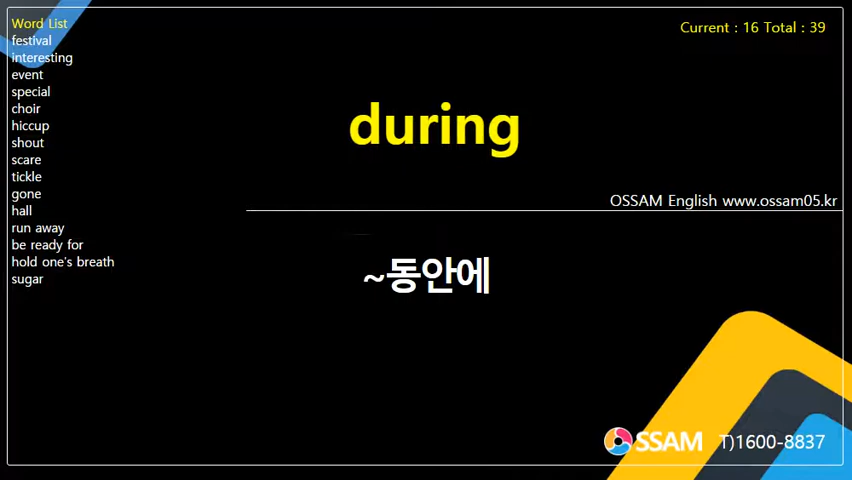 Word List
festival
interesting
event
special
choir
hiccup
shout
scare
tickle
gone
hall
run away
be ready for
hold one's breath
sugar
Current : 16 Total : 39
during
OSSAM English www.ossam05.kr
~동안에
OSSAM T)1600-8837